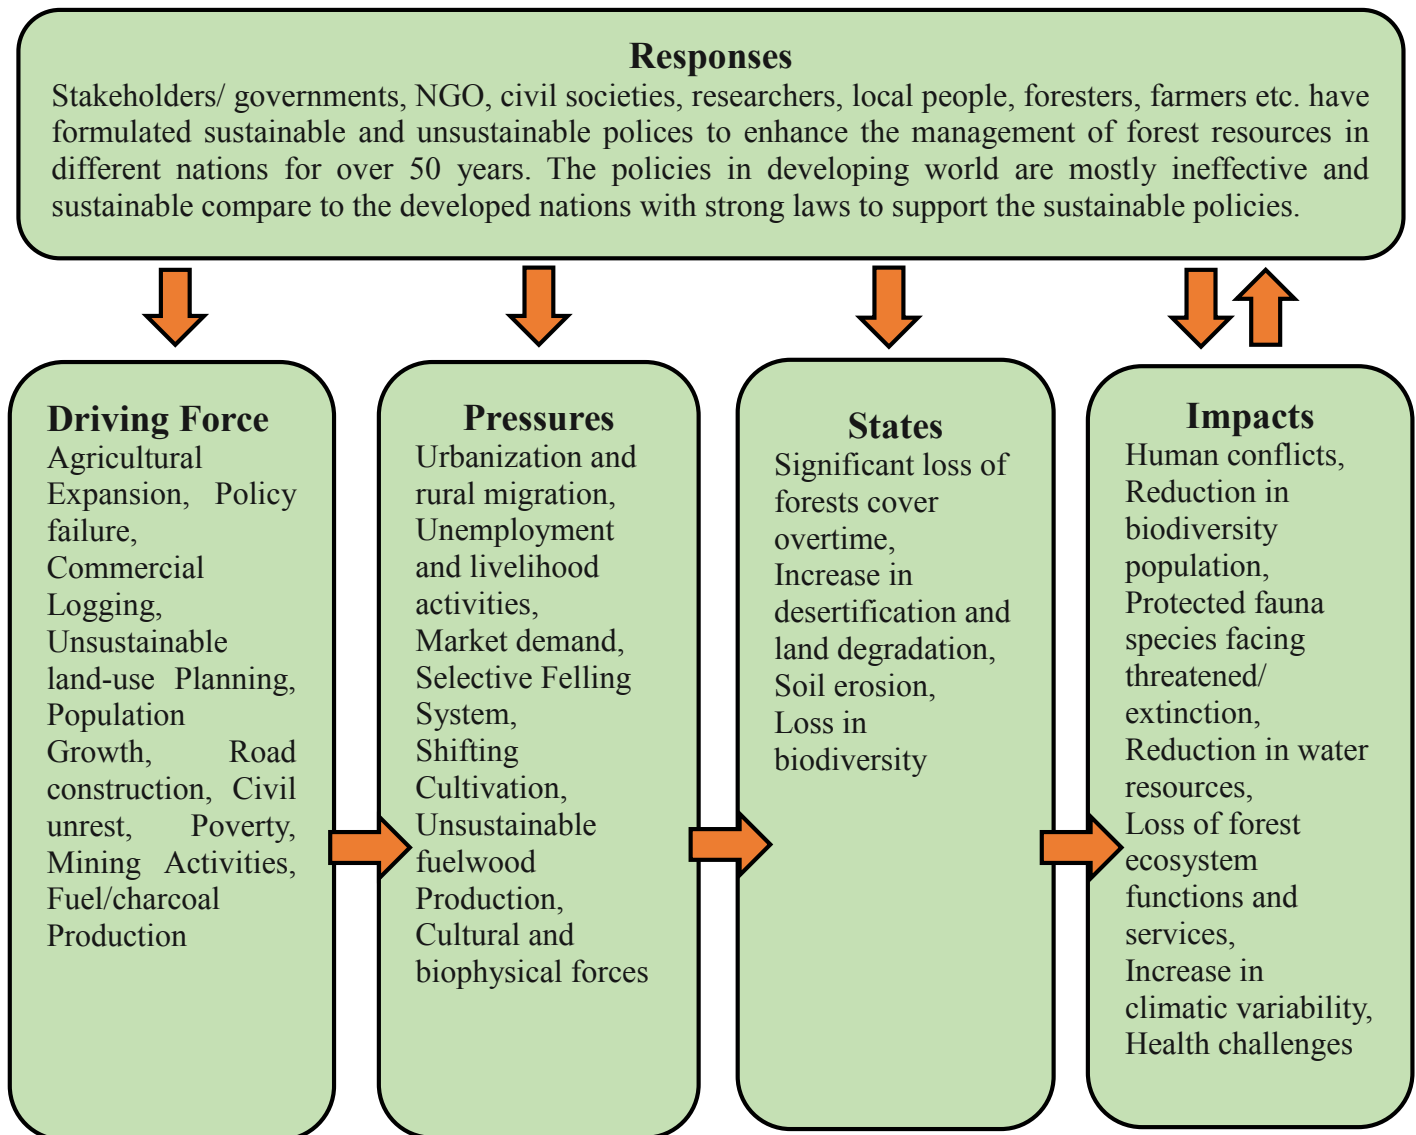 Responses
Stakeholders/ governments, NGO, civil societies, researchers, local people, foresters, farmers etc. have
formulated sustainable and unsustainable polices to enhance the management of forest resources in
different nations for over 50 years. The policies in developing world are mostly ineffective and
sustainable compare to the developed nations with strong laws to support the sustainable policies.
Driving Force
Agricultural
Expansion, Policy
failure,
Commercial
Logging,
Unsustainable
land-use Planning,
Population
Growth, Road
construction, Civil
unrest, Poverty,
Mining Activities,
Fuel/charcoal
Production
Pressures
Urbanization and
rural migration,
Unemployment
and livelihood
activities,
Market demand,
Selective Felling
System,
Shifting
Cultivation,
Unsustainable
fuelwood
Production,
Cultural and
biophysical forces
States
Significant loss of
forests cover
overtime,
Increase in
desertification and
land degradation,
Soil erosion,
Loss in
biodiversity
Impacts
Human conflicts,
Reduction in
biodiversity
population,
Protected fauna
species facing
threatened/
extinction,
Reduction in water
resources,
Loss of forest
ecosystem
functions and
services,
Increase in
climatic variability,
Health challenges